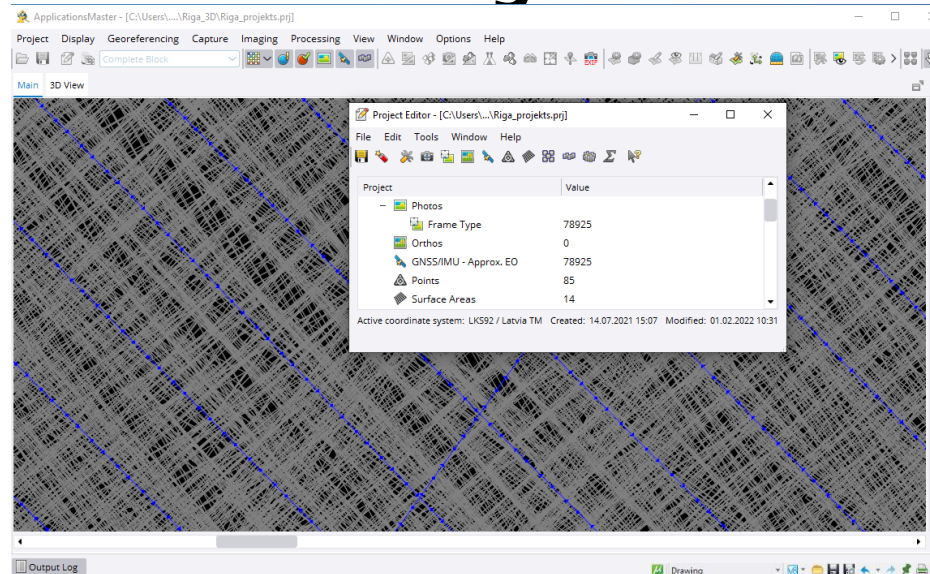 ApplicationsMaster - [C:\Users\....\Riga_3D\Riga_projekts.prj]
Project Display Georeferencing Capture Imaging Processing View Window Options Help
Complete Block
EXIF
Main 3D View
Project Editor - [C:\Users\...\Riga_projekts.prj]
File Edit Tools Window Help
Project Value
Photos
Frame Type 78925
Orthos 0
GNSS/IMU - Approx. EO 78925
Points 85
Surface Areas 14
Active coordinate system: LKS92 / Latvia TM Created: 14.07.2021 15:07 Modified: 01.02.2022 10:31
Output Log Drawing